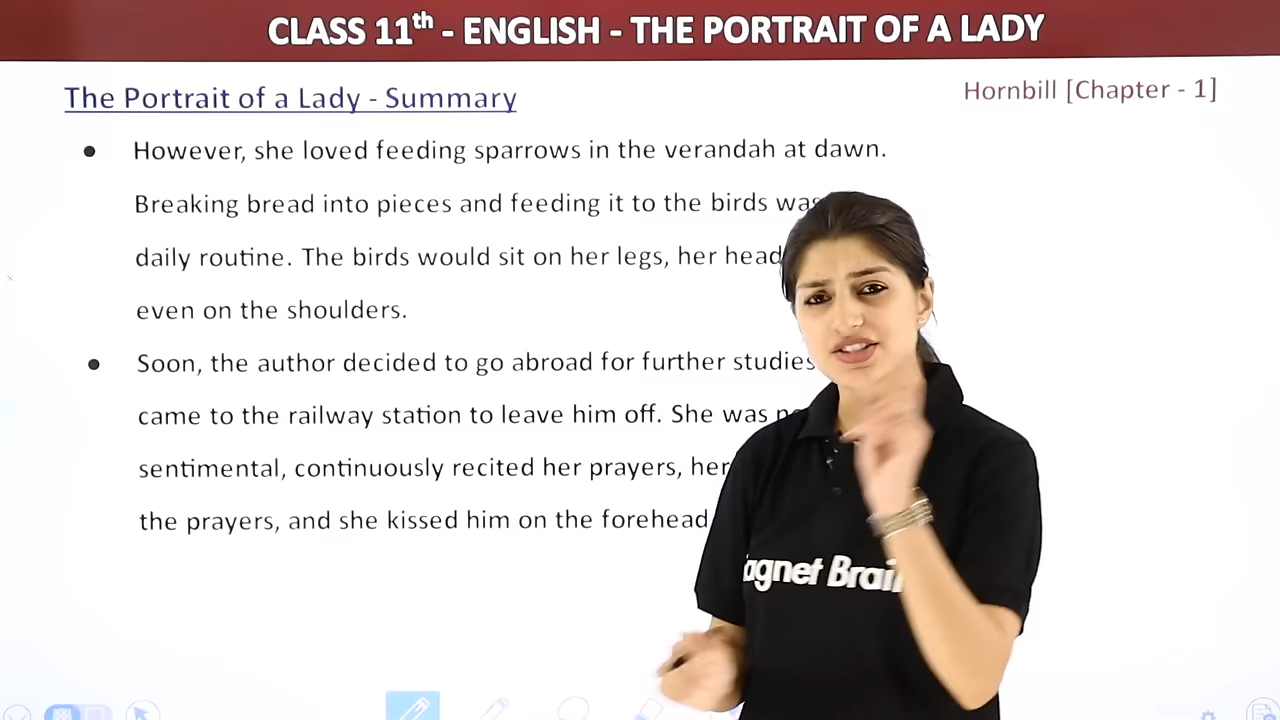 CLASS 11th - ENGLISH - THE PORTRAIT OF A LADY
The Portrait of a Lady - Summary
Hornbill [Chapter - 1]
However, she loved feeding sparrows in the verandah at dawn.
Breaking bread into pieces and feeding it to the birds was
daily routine. The birds would sit on her legs, her head
even on the shoulders.
Soon, the author decided to go abroad for further studies
came to the railway station to leave him off. She was
sentimental, continuously recited her prayers, her
the prayers, and she kissed him on the forehead
agnet Brai